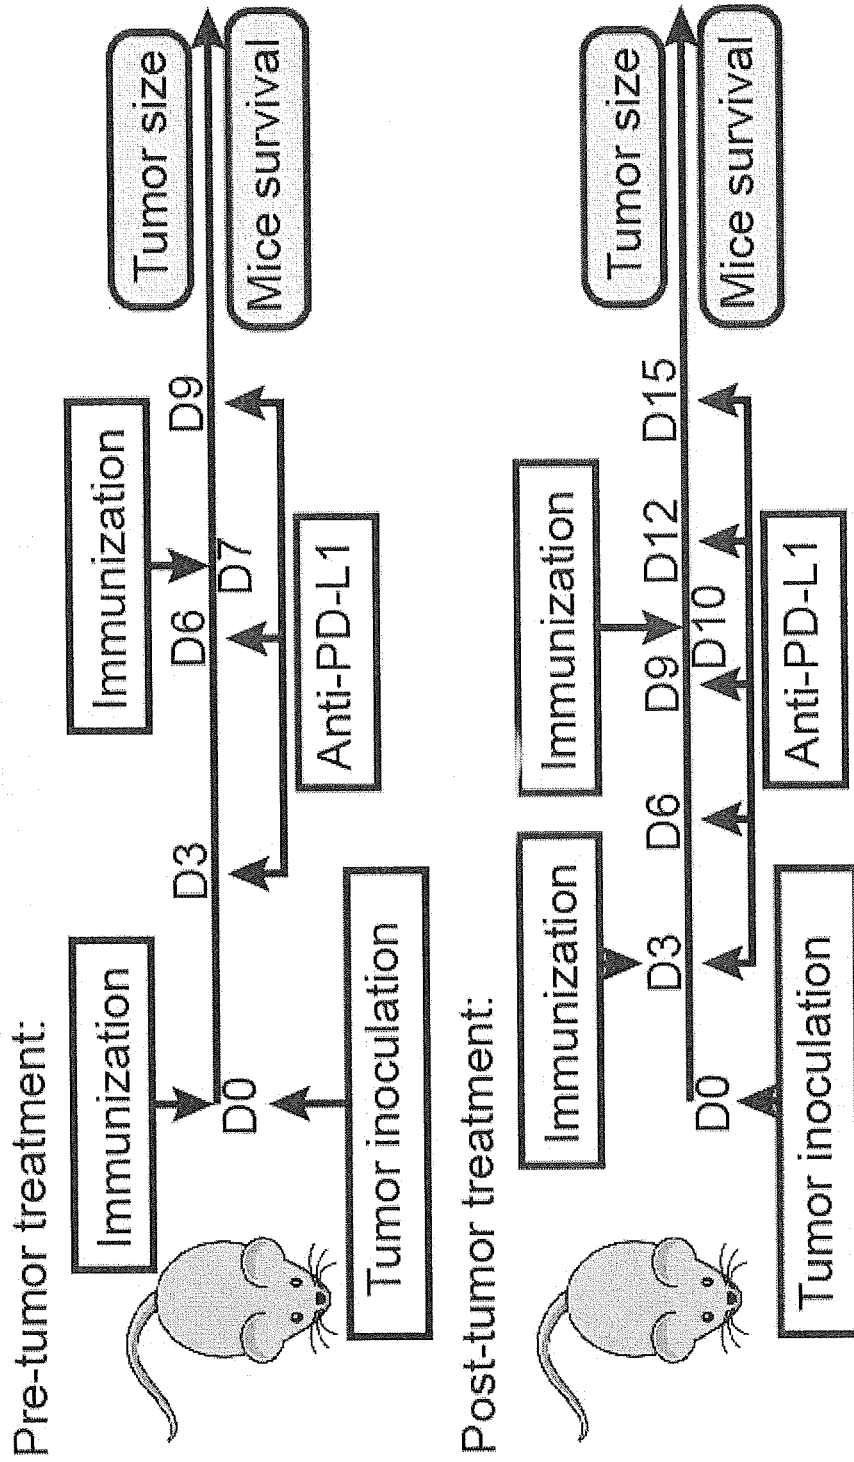 Pre-tumor treatment:
Immunization
Immunization
Tumor size
D3
D6
D9
D0
D7
Mice survival
Tumor inoculation
Anti-PD-L1
Post-tumor treatment:
Immunization
Immunization
Tumor size
D3
D6
D9
D12
D15
D0
D10
Mice survival
Tumor inoculation
Anti-PD-L1